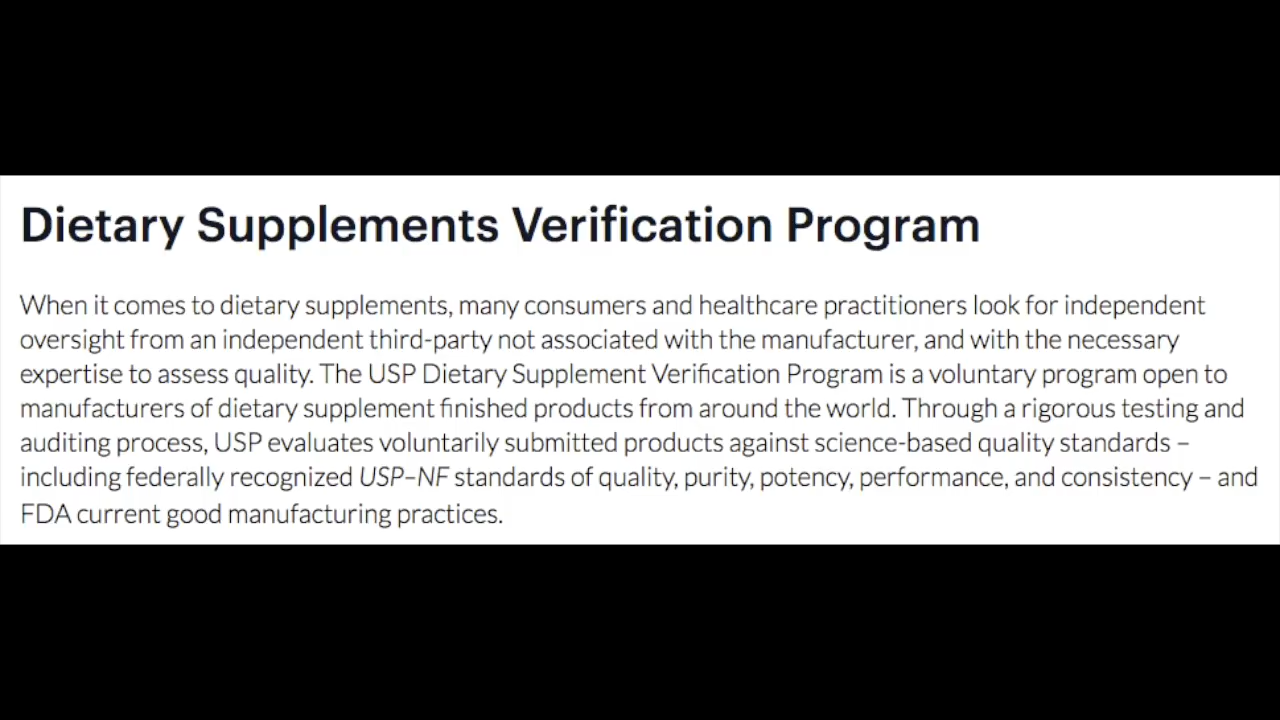 Dietary Supplements Verification Program
When it comes to dietary supplements, many consumers and healthcare practitioners look for independent
oversight from an independent third-party not associated with the manufacturer, and with the necessary
expertise to assess quality. The USP Dietary Supplement Verification Program is a voluntary program open to
manufacturers of dietary supplement finished products from around the world. Through a rigorous testing and
auditing process, USP evaluates voluntarily submitted products against science-based quality standards –
including federally recognized USP–NF standards of quality, purity, potency, performance, and consistency – and
FDA current good manufacturing practices.